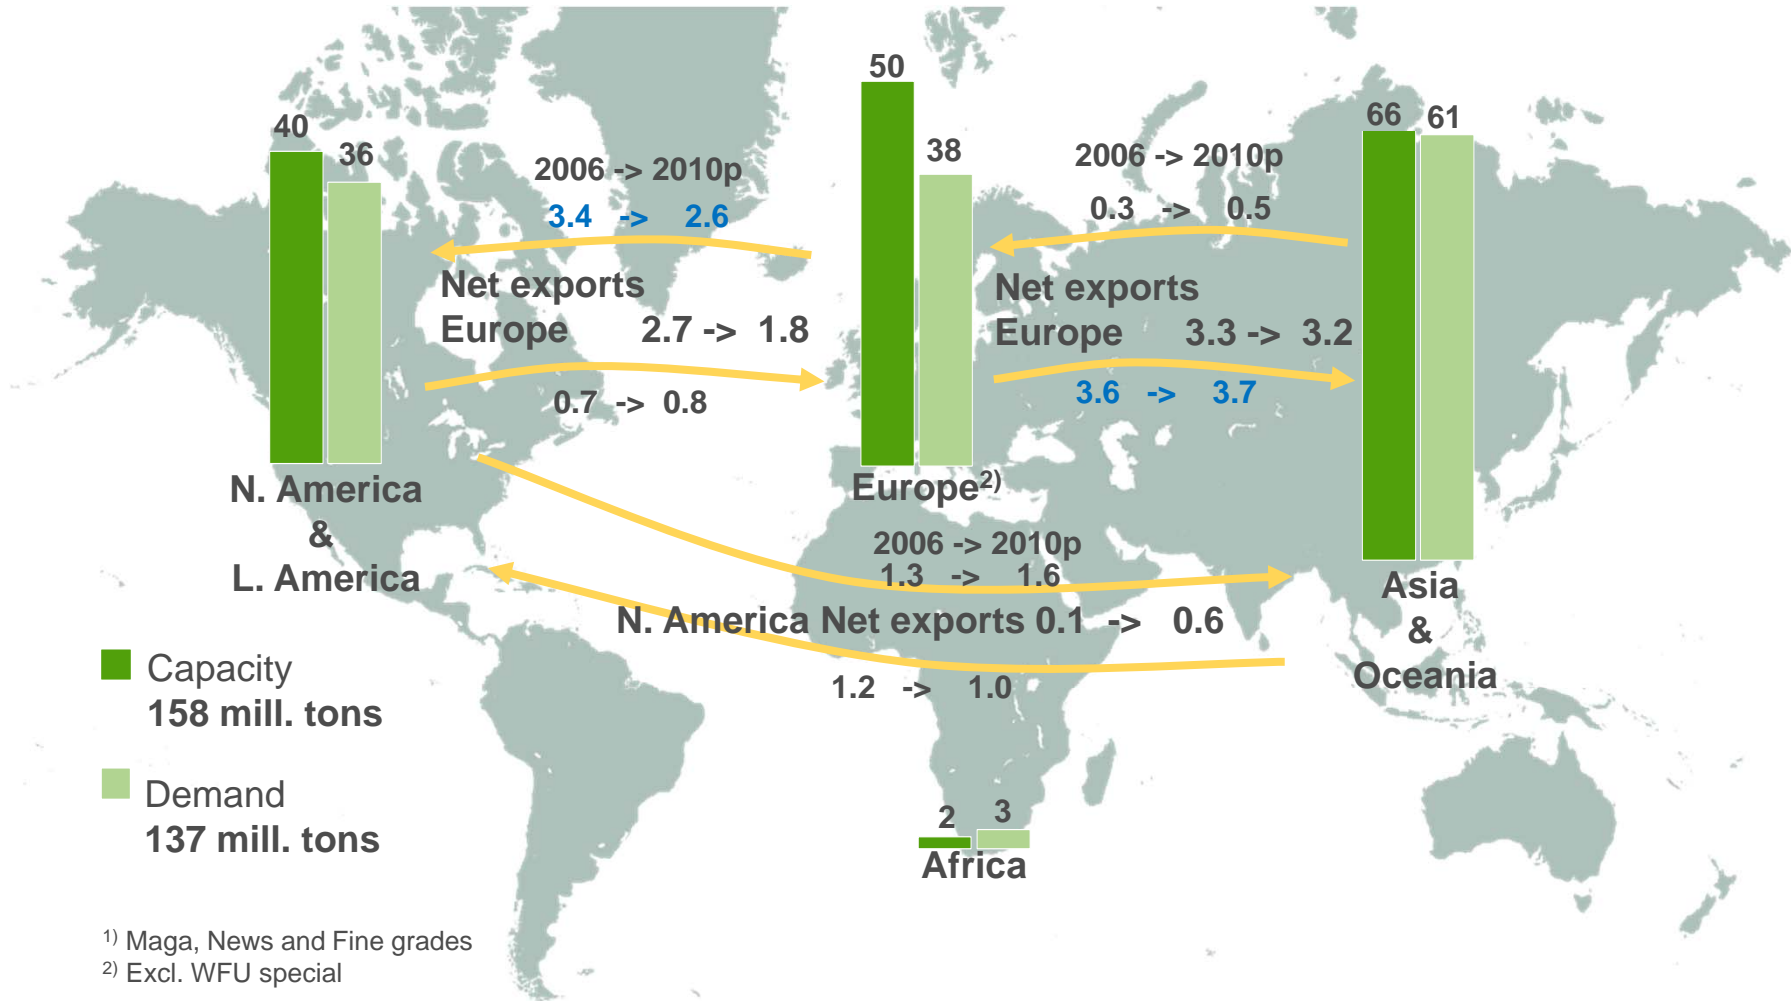 50
66
61
40
36
38
2006 -> 2010p
3.4 -> 2.6
2006 -> 2010p
0.3 -> 0.5
Net exports
Europe 2.7 -> 1.8
Net exports
Europe 3.3 -> 3.2
0.7 -> 0.8
3.6 -> 3.7
N. America
&
L. America
Europe2)
2006 -> 2010p
1.3 -> 1.6
N. America Net exports 0.1 -> 0.6
1.2 -> 1.0
Asia
&
Oceania
Capacity
158 mill. tons
Demand
137 mill. tons
2
3
Africa
1) Maga, News and Fine grades
2) Excl. WFU special